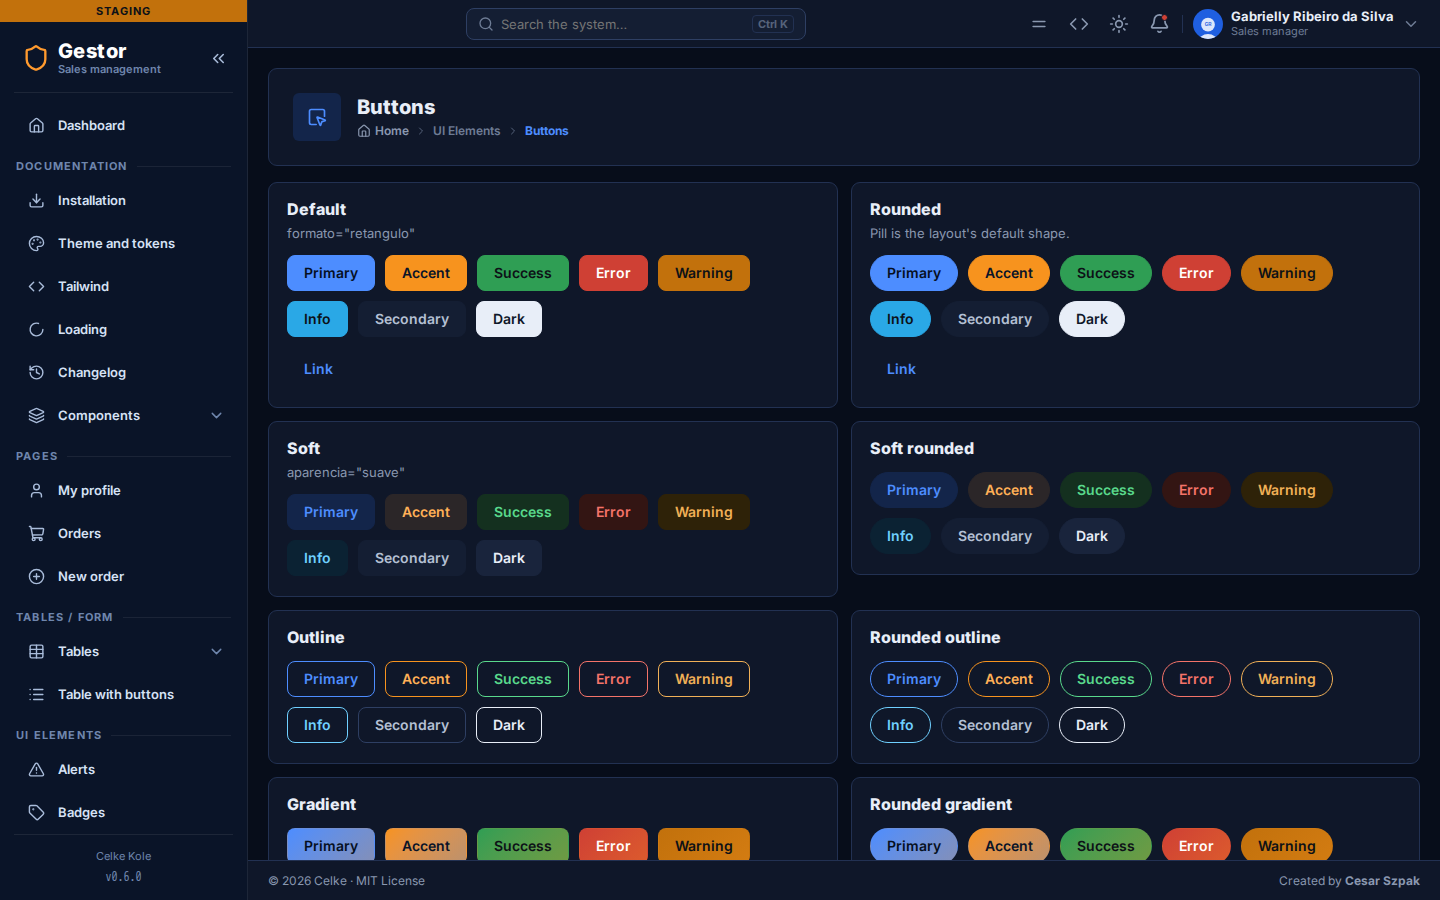 STAGING
Gestor
Sales management
Search the system...
Ctrl K
GR
Gabrielly Ribeiro da Silva
Sales manager
Dashboard
DOCUMENTATION
Installation
Theme and tokens
Tailwind
Loading
Changelog
Components
PAGES
My profile
Orders
New order
TABLES / FORM
Tables
Table with buttons
UI ELEMENTS
Alerts
Badges
Celke Kole
v0.6.0
Buttons
Home
UI Elements
Buttons
Default
formato="retangulo"
Primary Accent Success Error Warning
Info Secondary Dark
Link
Rounded
Pill is the layout's default shape.
Primary Accent Success Error Warning
Info Secondary Dark
Link
Soft
aparencia="suave"
Primary Accent Success Error Warning
Info Secondary Dark
Soft rounded
Primary Accent Success Error Warning
Info Secondary Dark
Outline
Primary Accent Success Error Warning
Info Secondary Dark
Rounded outline
Primary Accent Success Error Warning
Info Secondary Dark
Gradient
Primary Accent Success Error Warning
Rounded gradient
Primary Accent Success Error Warning
© 2026 Celke · MIT License
Created by Cesar Szpak